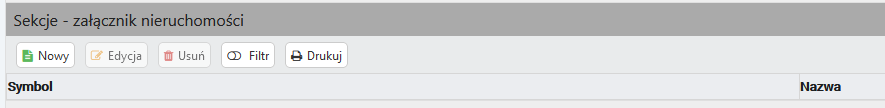 Sekcje - załącznik nieruchomości
Nowy Edycja Usuń Filtr Drukuj
Symbol Nazwa